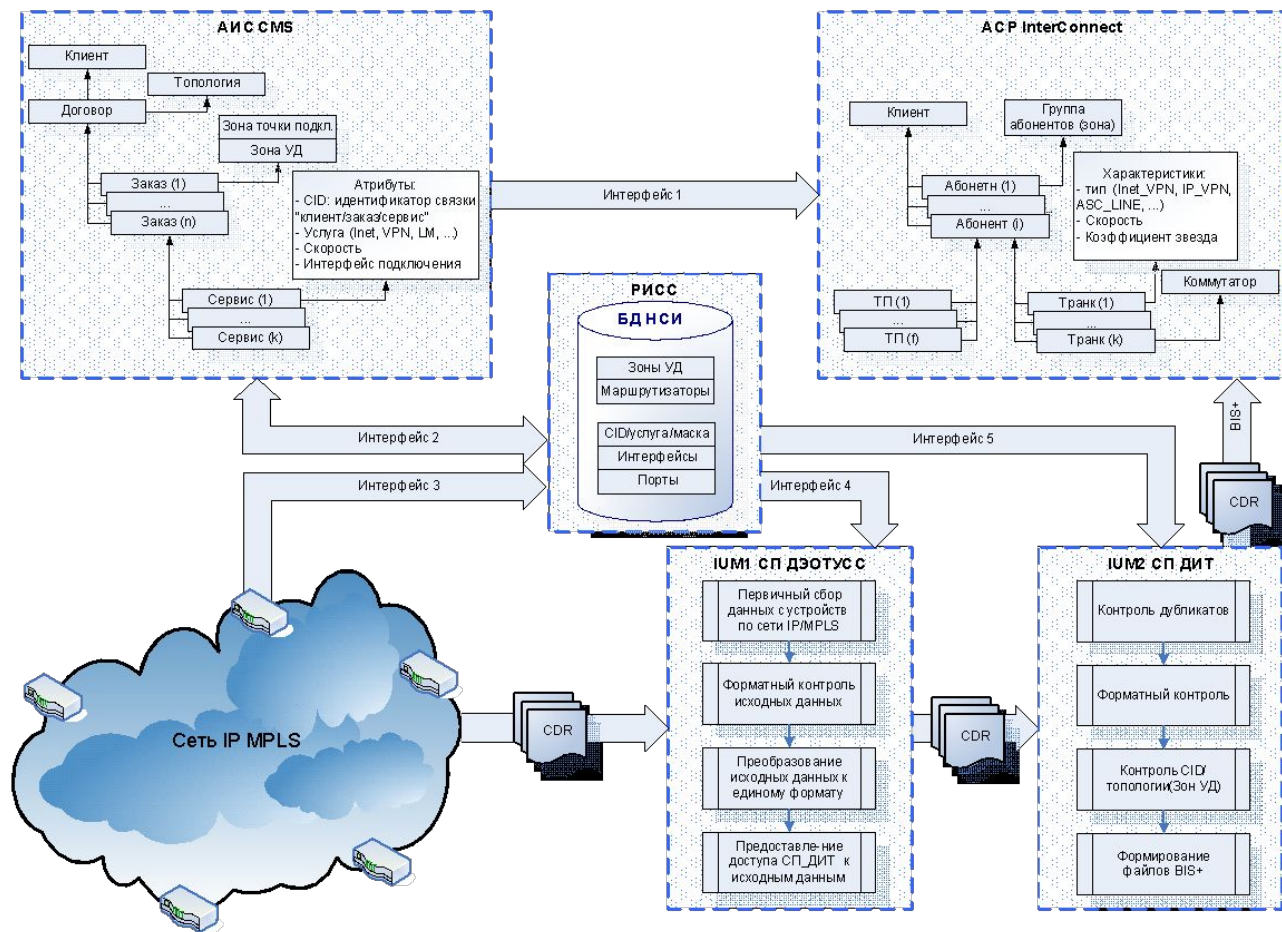 АИС CMS
Клиент
Топология
Договор
Зона точки подкл.
Зона УД
Заказ (1)
...
Заказ (n)
Атрибуты:
- CID: идентификатор связки
"клиент/заказ/сервис"
- Услуга (Inet, VPN, LM, ...)
- Скорость
- Интерфейс подключения
Сервис (1)
...
Сервис (k)
Интерфейс 1
АСР InterConnect
Клиент
Группа
абонентов (зона)
Абонетн (1)
...
Абонент (i)
Характеристики:
- тип (Inet_VPN, IP_VPN,
ASC_LINE, ...)
- Скорость
- Коэффициент звезда
Коммутатор
ТП (1)
...
ТП (f)
Транк (1)
...
Транк (k)
РИСС
БД НСИ
Зоны УД
Маршрутизаторы
CID/услуга/маска
Интерфейсы
Порты
Интерфейс 2
Интерфейс 3
Интерфейс 5
Интерфейс 4
BIS+
CDR
Сеть IP MPLS
CDR
IUM1 СП ДЭОТУСС
Первичный сбор
данных с устройств
по сети IP/MPLS
Форматный контроль
исходных данных
Преобразование
исходных данных к
единому формату
Предоставле-ние
доступа СП_ДИТ к
исходным данным
CDR
IUM2 СП ДИТ
Контроль дубликатов
Форматный контроль
Контроль CID/
топологии(Зон УД)
Формирование
файлов BIS+